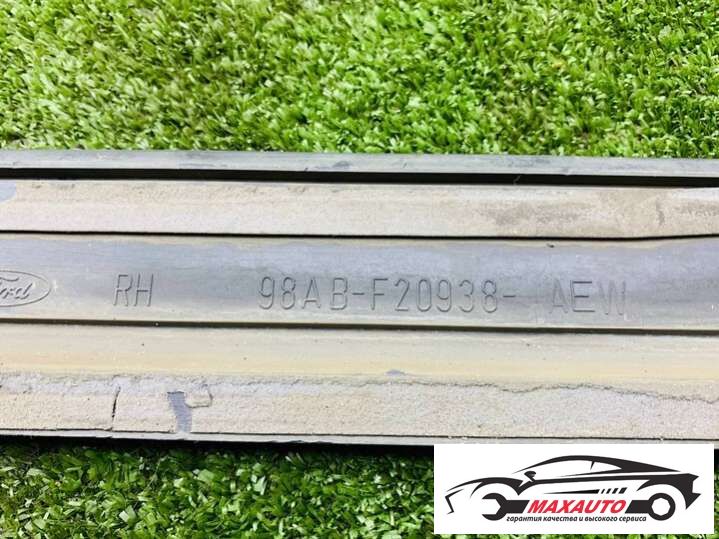 Ford RH 98AB-F20938- AEW
MAXAUTO
гарантия качества и высокого сервиса